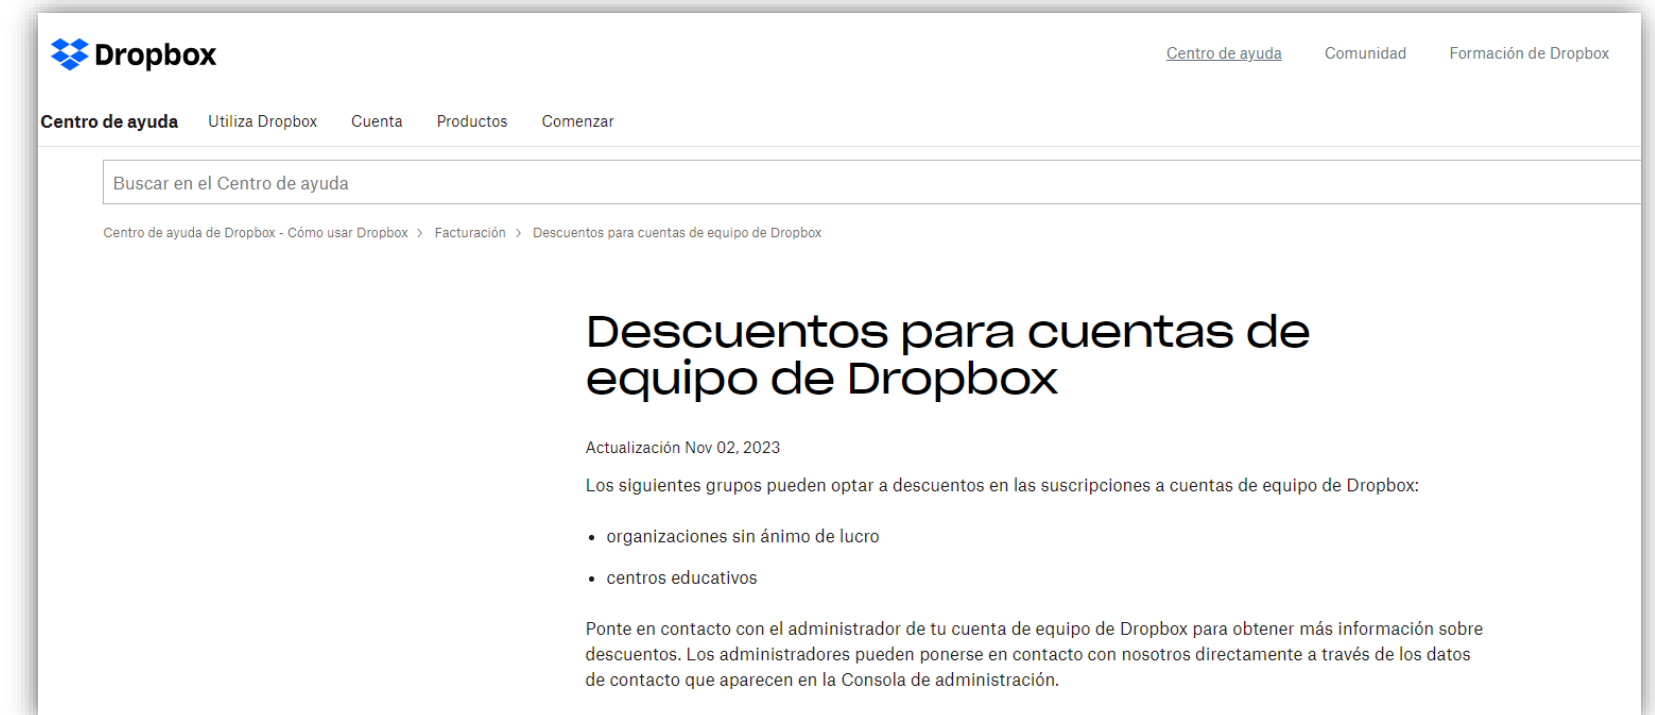 Dropbox
Centro de ayuda Comunidad Formación de Dropbox
Centro de ayuda Utiliza Dropbox Cuenta Productos Comenzar
Buscar en el Centro de ayuda
Centro de ayuda de Dropbox - Cómo usar Dropbox > Facturación > Descuentos para cuentas de equipo de Dropbox
Descuentos para cuentas de
equipo de Dropbox
Actualización Nov 02, 2023
Los siguientes grupos pueden optar a descuentos en las suscripciones a cuentas de equipo de Dropbox:
• organizaciones sin ánimo de lucro
• centros educativos
Ponte en contacto con el administrador de tu cuenta de equipo de Dropbox para obtener más información sobre
descuentos. Los administradores pueden ponerse en contacto con nosotros directamente a través de los datos
de contacto que aparecen en la Consola de administración.